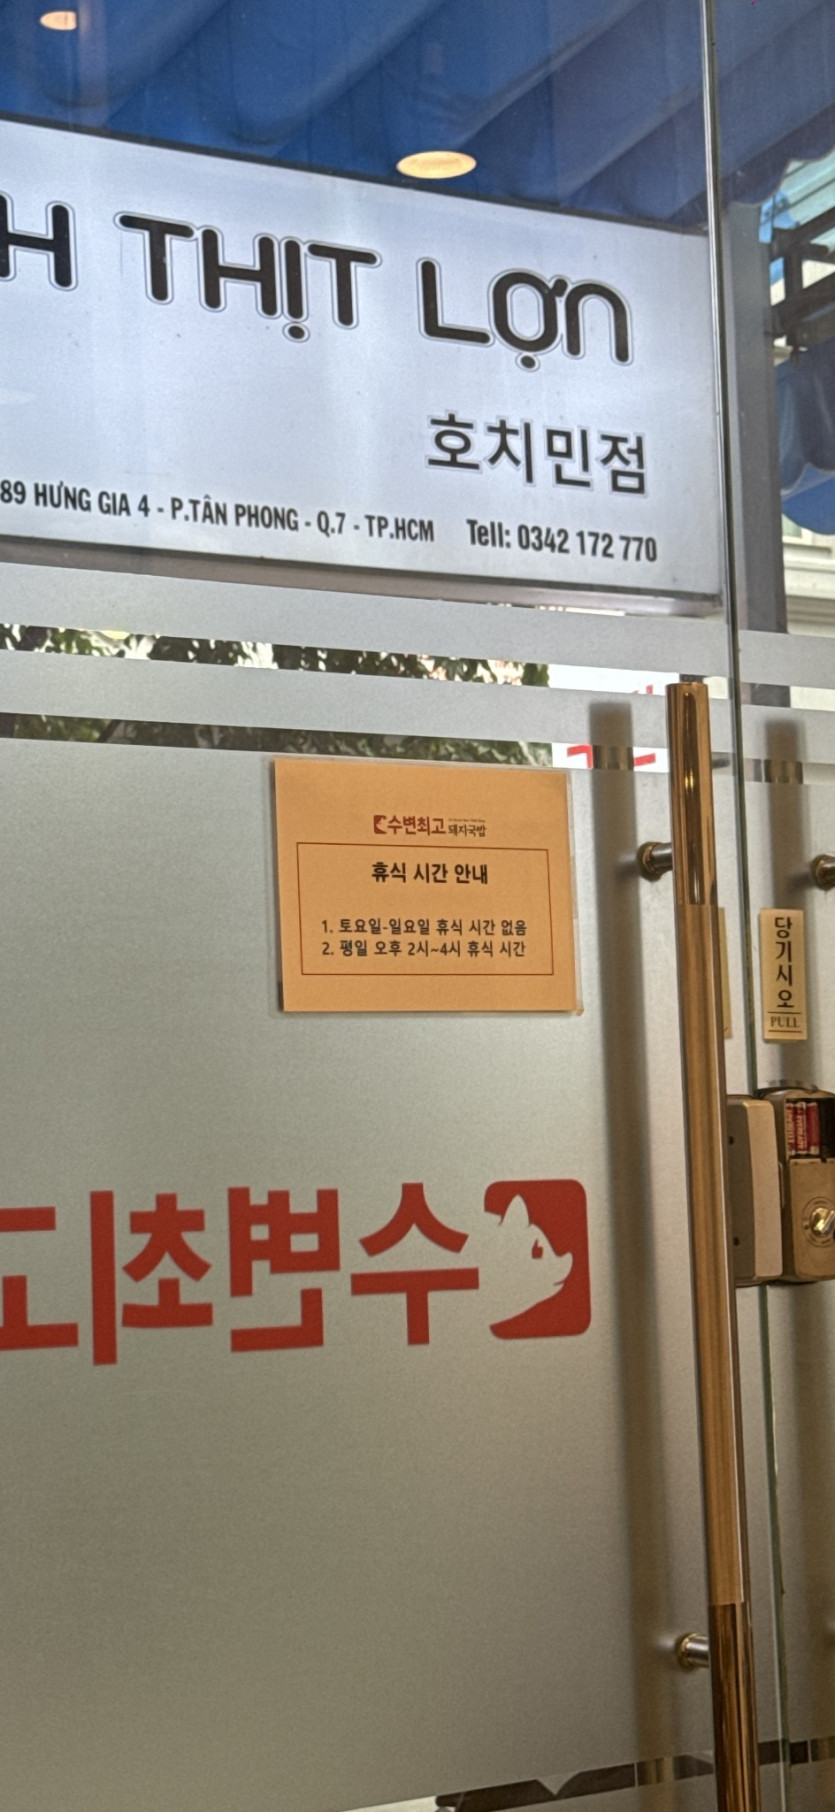 H THỊT LỢN
호치민점
89 HƯNG GIA 4 - P.TÂN PHONG - Q.7 - TP.HCM Tell: 0342 172 770
수변최고 돼지국밥
휴식 시간 안내
1. 토요일-일요일 휴식 시간 없음
2. 평일 오후 2시~4시 휴식 시간
당기시오
PULL
수변최고